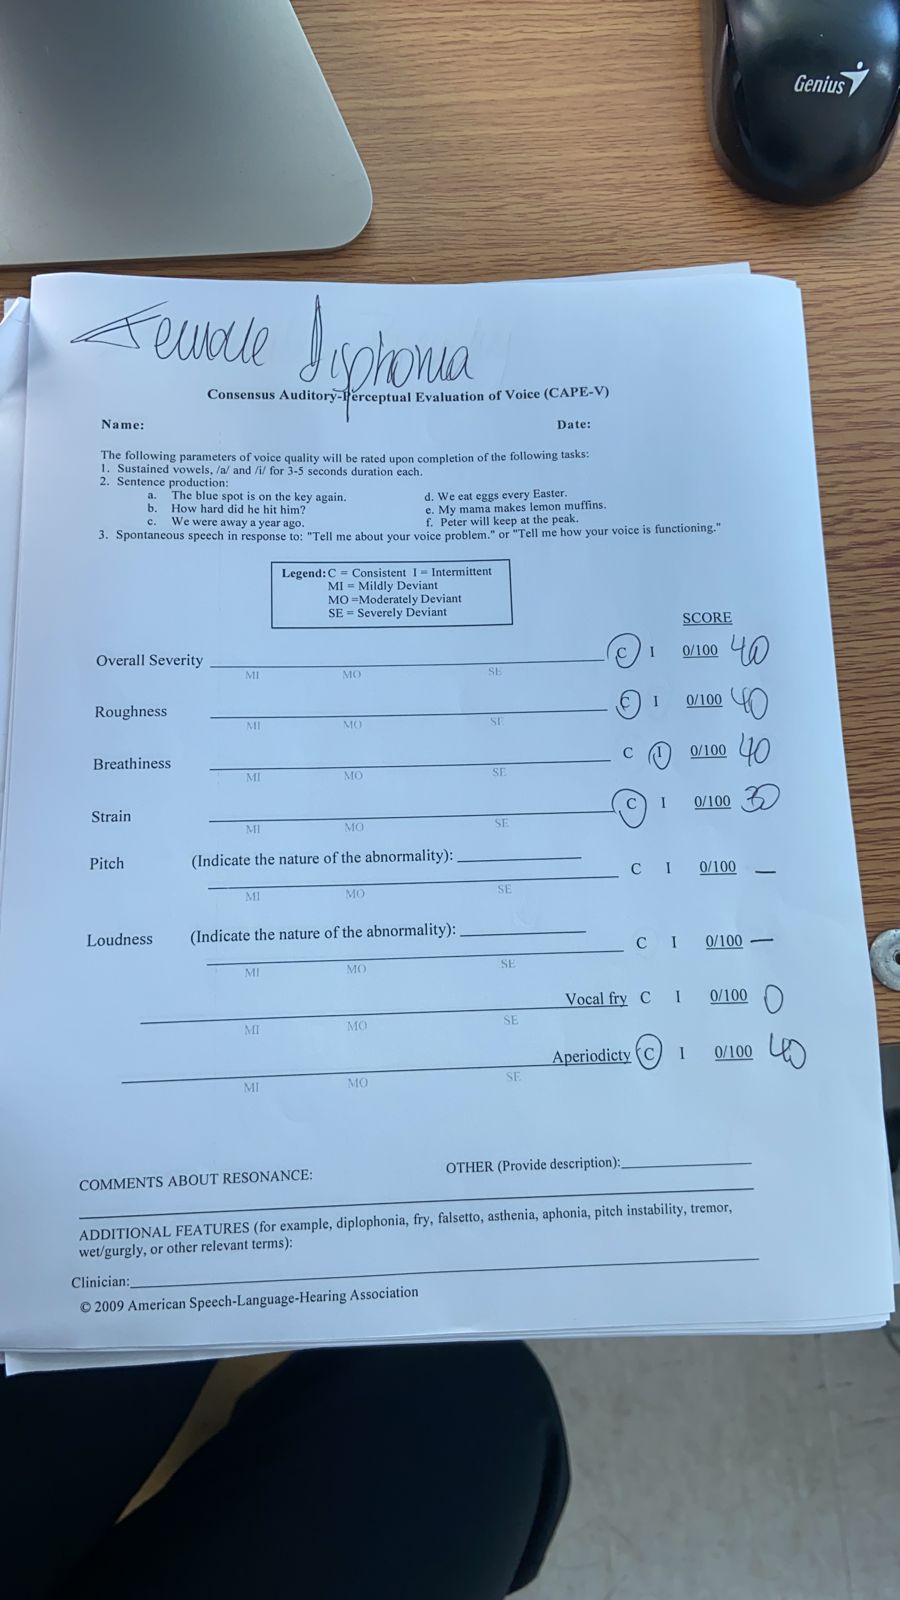 Genius
Female Disphonia
Consensus Auditory-Perceptual Evaluation of Voice (CAPE-V)
Name: Date:
The following parameters of voice quality will be rated upon completion of the following tasks:
1. Sustained vowels, /a/ and /i/ for 3-5 seconds duration each.
2. Sentence production:
a. The blue spot is on the key again. d. We eat eggs every Easter.
b. How hard did he hit him? e. My mama makes lemon muffins.
c. We were away a year ago. f. Peter will keep at the peak.
3. Spontaneous speech in response to: "Tell me about your voice problem." or "Tell me how your voice is functioning."
Legend: C = Consistent I = Intermittent
MI = Mildly Deviant
MO =Moderately Deviant
SE = Severely Deviant
SCORE
Overall Severity C I 0/100 40
MI MO SE
Roughness C I 0/100 40
MI MO SE
Breathiness C I 0/100 40
MI MO SE
Strain C I 0/100 30
MI MO SE
Pitch (Indicate the nature of the abnormality): C I 0/100 —
MI MO SE
Loudness (Indicate the nature of the abnormality): C I 0/100 —
MI MO SE
Vocal fry C I 0/100 0
MI MO SE
Aperiodicty C I 0/100 40
MI MO SE
COMMENTS ABOUT RESONANCE: OTHER (Provide description):
ADDITIONAL FEATURES (for example, diplophonia, fry, falsetto, asthenia, aphonia, pitch instability, tremor,
wet/gurgly, or other relevant terms):
Clinician:
© 2009 American Speech-Language-Hearing Association